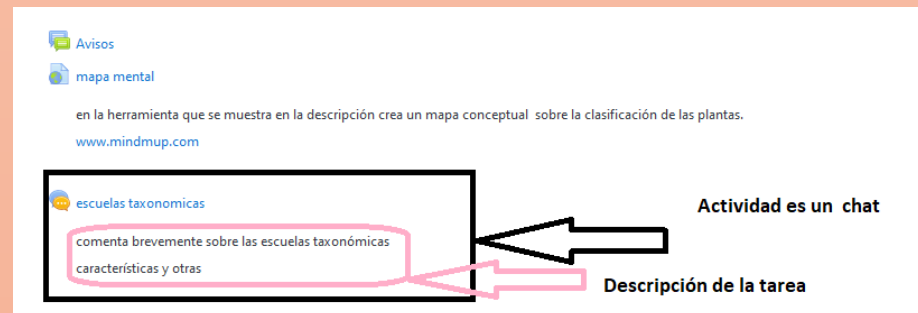 Avisos
mapa mental
en la herramienta que se muestra en la descripción crea un mapa conceptual sobre la clasificación de las plantas.
www.mindmup.com
escuelas taxonomicas
Actividad es un chat
comenta brevemente sobre las escuelas taxonómicas
características y otras
Descripción de la tarea